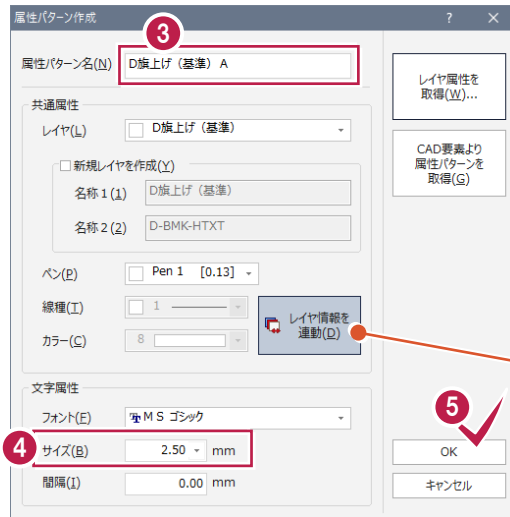 属性パターン作成 ? ×
3
属性パターン名(N) D旗上げ（基準）A
レイヤ属性を
取得(W)...
CAD要素より
属性パターンを
取得(G)
共通属性
レイヤ(L) D旗上げ（基準）
新規レイヤを作成(Y)
名称１(1) D旗上げ（基準）
名称２(2) D-BMK-HTXT
ペン(P) Pen 1 [0.13]
線種(T) 1
カラー(C) 8
レイヤ情報を
連動(D)
文字属性
フォント(F) ＭＳ ゴシック
4 サイズ(B) 2.50 mm
間隔(I) 0.00 mm
5
OK
キャンセル